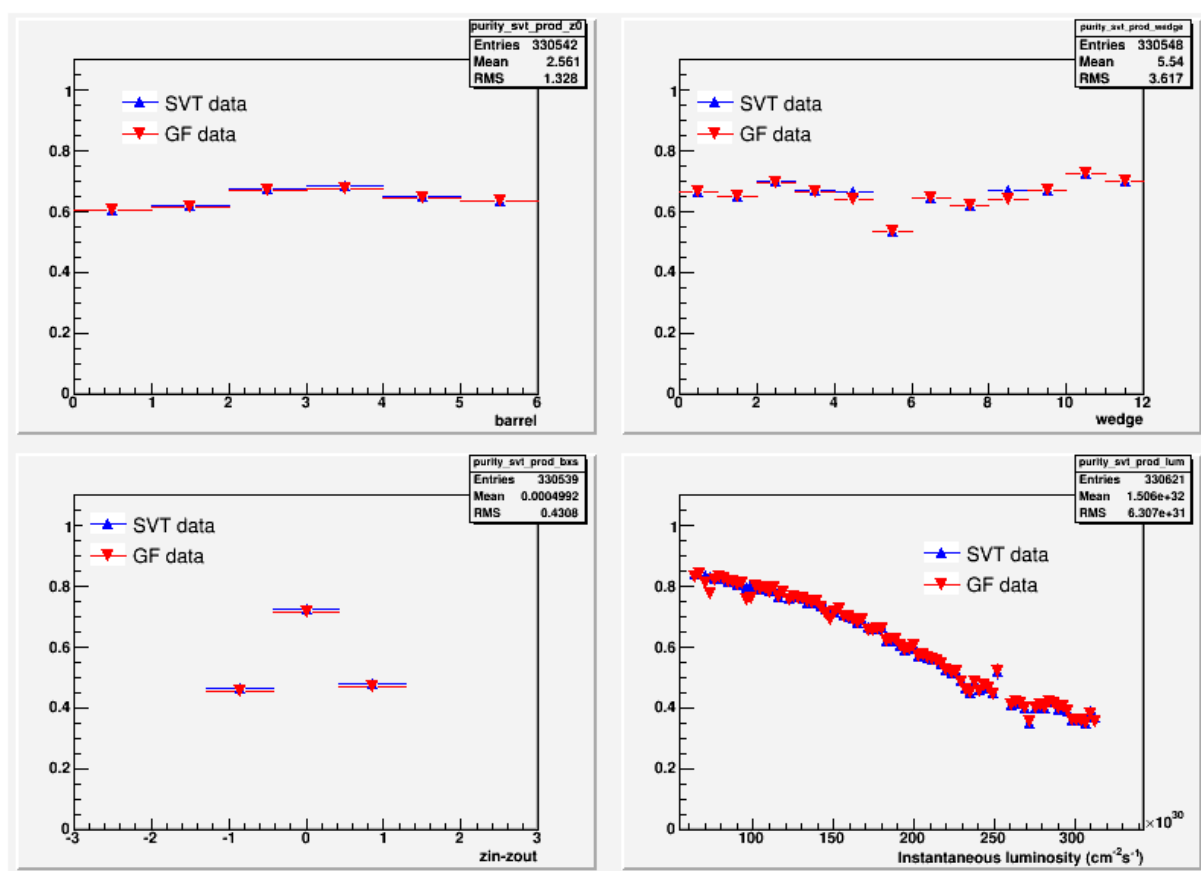 purity_svt_prod_z0
Entries 330542
Mean 2.561
RMS 1.328
1
0.8
0.6
0.4
0.2
0
SVT data
GF data
0 1 2 3 4 5 6
barrel
purity_svt_prod_wedge
Entries 330548
Mean 5.54
RMS 3.617
1
0.8
0.6
0.4
0.2
0
SVT data
GF data
0 2 4 6 8 10 12
wedge
purity_svt_prod_bxs
Entries 330539
Mean 0.0004992
RMS 0.4308
1
0.8
0.6
0.4
0.2
0
SVT data
GF data
-3 -2 -1 0 1 2 3
zin-zout
purity_svt_prod_lum
Entries 330621
Mean 1.506e+32
RMS 6.307e+31
1
0.8
0.6
0.4
0.2
0
SVT data
GF data
100 150 200 250 300
×10³⁰
Instantaneous luminosity (cm⁻²s⁻¹)